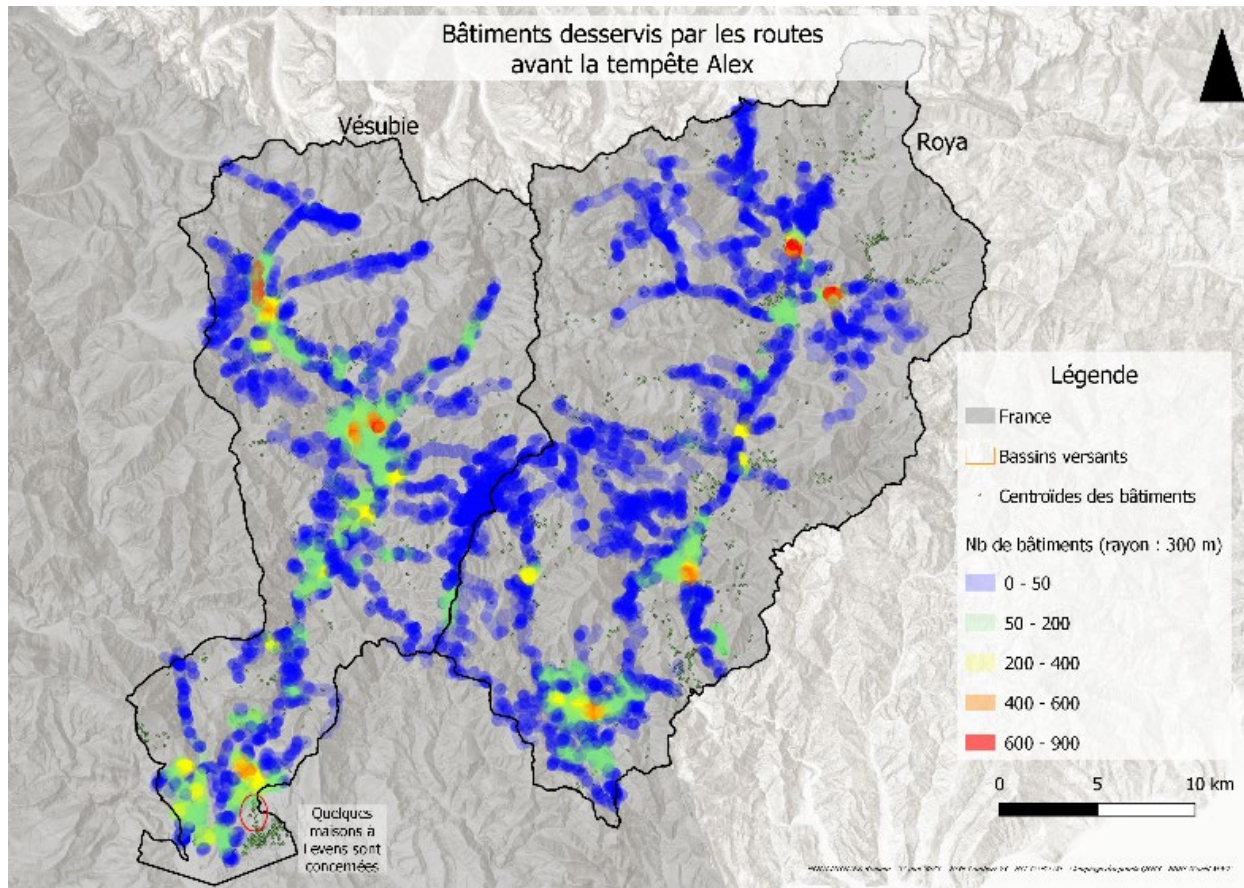 Bâtiments desservis par les routes
avant la tempête Alex
Vésubie
Roya
Légende
France
Bassins versants
Centroïdes des bâtiments
Nb de bâtiments (rayon : 300 m)
0 - 50
50 - 200
200 - 400
400 - 600
600 - 900
0 5 10 km
Quelques
maisons à
Levens sont
concernées